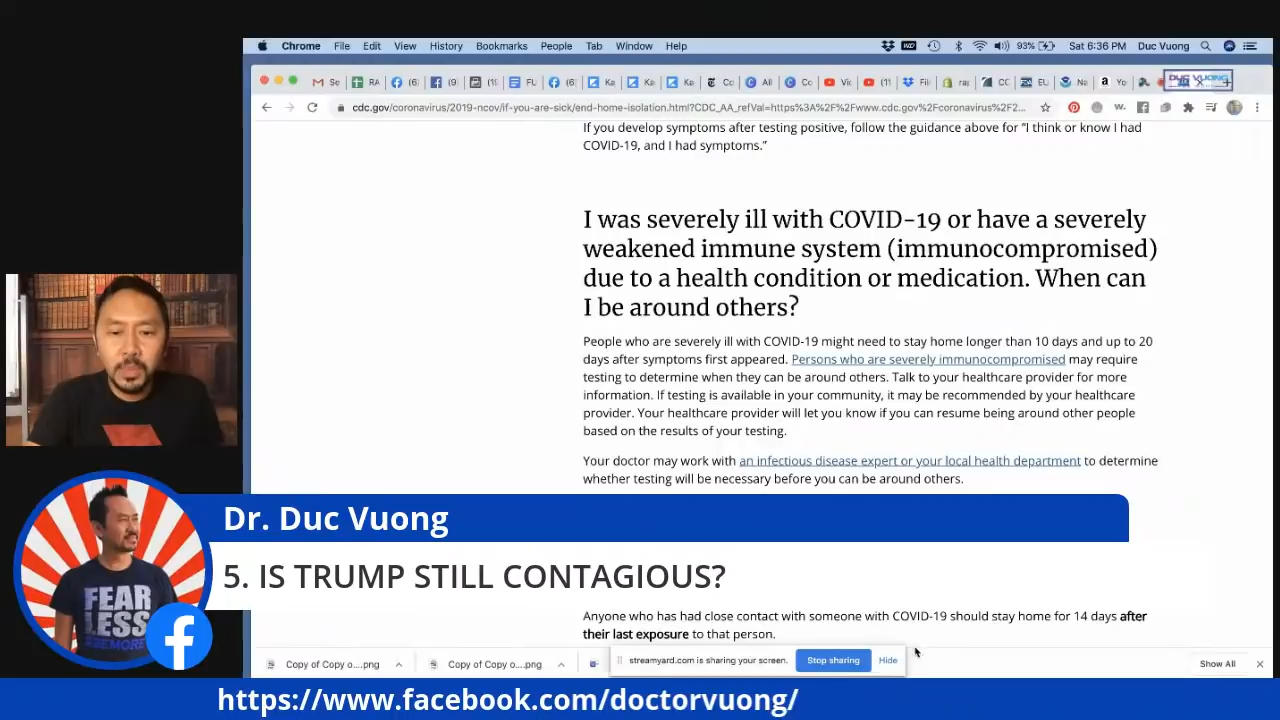 Chrome File Edit View History Bookmarks People Tab Window Help 93% Sat 6:36 PM Duc Vuong
cdc.gov/coronavirus/2019-ncov/if-you-are-sick/end-home-isolation.html?CDC_AA_refVal=https%3A%2F%2Fwww.cdc.gov%2Fcoronavirus%2F2...
If you develop symptoms after testing positive, follow the guidance above for “I think or know I had
COVID-19, and I had symptoms.”
I was severely ill with COVID-19 or have a severely
weakened immune system (immunocompromised)
due to a health condition or medication. When can
I be around others?
People who are severely ill with COVID-19 might need to stay home longer than 10 days and up to 20
days after symptoms first appeared. Persons who are severely immunocompromised may require
testing to determine when they can be around others. Talk to your healthcare provider for more
information. If testing is available in your community, it may be recommended by your healthcare
provider. Your healthcare provider will let you know if you can resume being around other people
based on the results of your testing.
Your doctor may work with an infectious disease expert or your local health department to determine
whether testing will be necessary before you can be around others.
Dr. Duc Vuong
5. IS TRUMP STILL CONTAGIOUS?
FEAR
LESS
Anyone who has had close contact with someone with COVID-19 should stay home for 14 days after
their last exposure to that person.
Copy of Copy o....png
Copy of Copy o....png
streamyard.com is sharing your screen. Stop sharing Hide
Show All
https://www.facebook.com/doctorvuong/